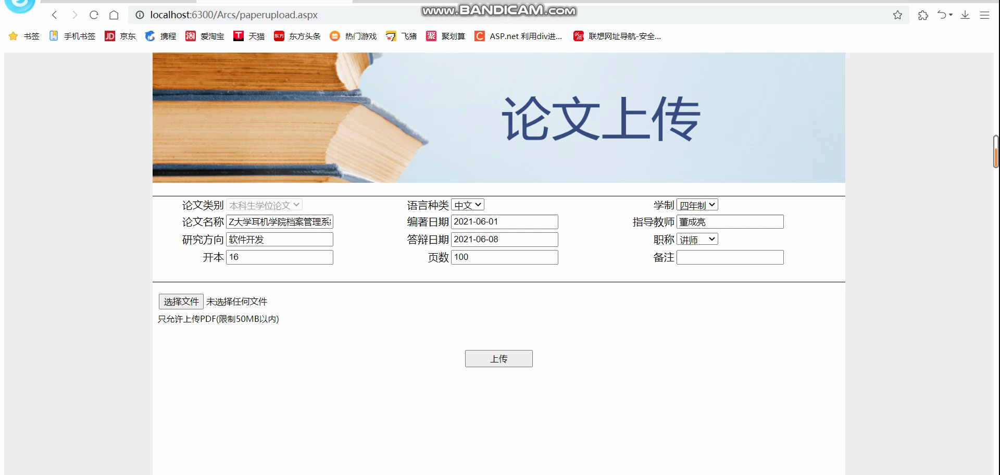 www.BANDICAM.com
localhost:6300/Arcs/paperupload.aspx
书签 手机书签 JD 京东 携程 淘 爱淘宝 T 天猫 东方 东方头条 热门游戏 飞猪 聚 聚划算 C ASP.net 利用div进... 联想网址导航-安全...
论文上传
论文类别 本科生学位论文 语言种类 中文 学制 四年制
论文名称 Z大学耳机学院档案管理系 编著日期 2021-06-01 指导教师 董成亮
研究方向 软件开发 答辩日期 2021-06-08 职称 讲师
开本 16 页数 100 备注
选择文件 未选择任何文件
只允许上传PDF(限制50MB以内)
上传